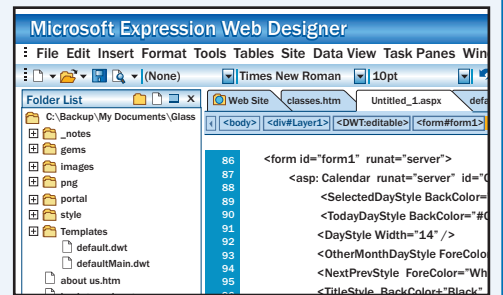 Microsoft Expression Web Designer
File Edit Insert Format Tools Tables Site Data View Task Panes Win
(None) Times New Roman 10pt
Folder List
C:\Backup\My Documents\Glass
_notes
gems
images
png
portal
style
Templates
default.dwt
defaultMain.dwt
about us.htm
Web Site classes.htm Untitled_1.aspx defa
<body> <div#Layer1> <DWT:editable> <form#form1>
86 <form id="form1" runat="server">
87 <asp: Calendar runat="server" id="C
88
89 <SelectedDayStyle BackColor=
90 <TodayDayStyle BackColor="#C
91 <DayStyle Width="14" />
92
93 <OtherMonthDayStyle ForeColo
94 <NextPrevStyle ForeColor="Wh
95 <TitleStyle BackColor+"Black"